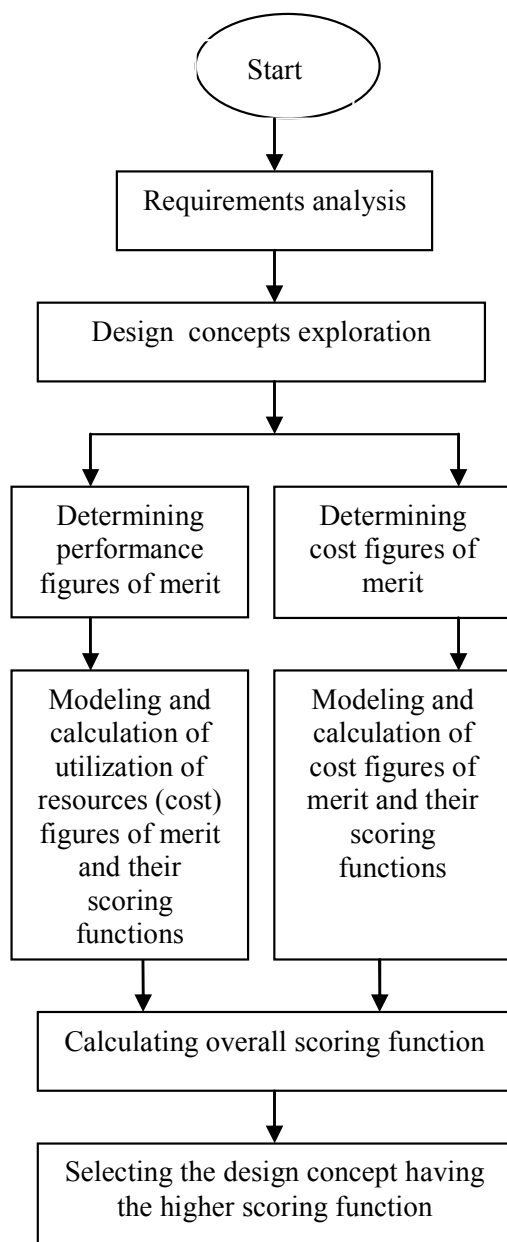 Start
Requirements analysis
Design concepts exploration
Determining
performance
figures of merit
Determining
cost figures of
merit
Modeling and
calculation of
utilization of
resources (cost)
figures of merit
and their
scoring
functions
Modeling and
calculation of
cost figures of
merit and their
scoring
functions
Calculating overall scoring function
Selecting the design concept having
the higher scoring function